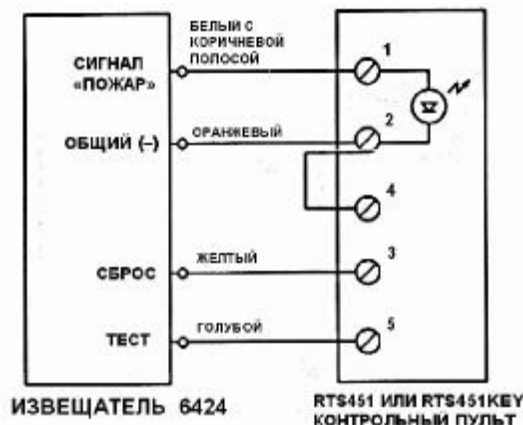 БЕЛЫЙ С
КОРИЧНЕВОЙ
ПОЛОСОЙ
СИГНАЛ
«ПОЖАР»
1
ОБЩИЙ (–)
ОРАНЖЕВЫЙ
2
4
СБРОС
ЖЕЛТЫЙ
3
ТЕСТ
ГОЛУБОЙ
5
ИЗВЕЩАТЕЛЬ 6424
RTS451 ИЛИ RTS451KEY
КОНТРОЛЬНЫЙ ПУЛЬТ